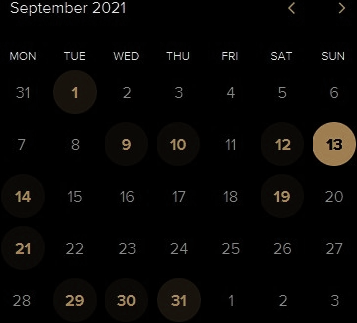 September 2021
MON TUE WED THU FRI SAT SUN
31 1 2 3 4 5 6
7 8 9 10 11 12 13
14 15 16 17 18 19 20
21 22 23 24 25 26 27
28 29 30 31 1 2 3